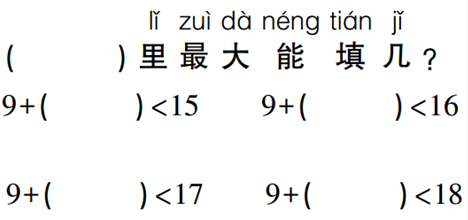 lǐ zuì dà néng tián jǐ
(　　)里最大能填几?
9+(　　)<15　9+(　　)<16
9+(　　)<17　9+(　　)<18